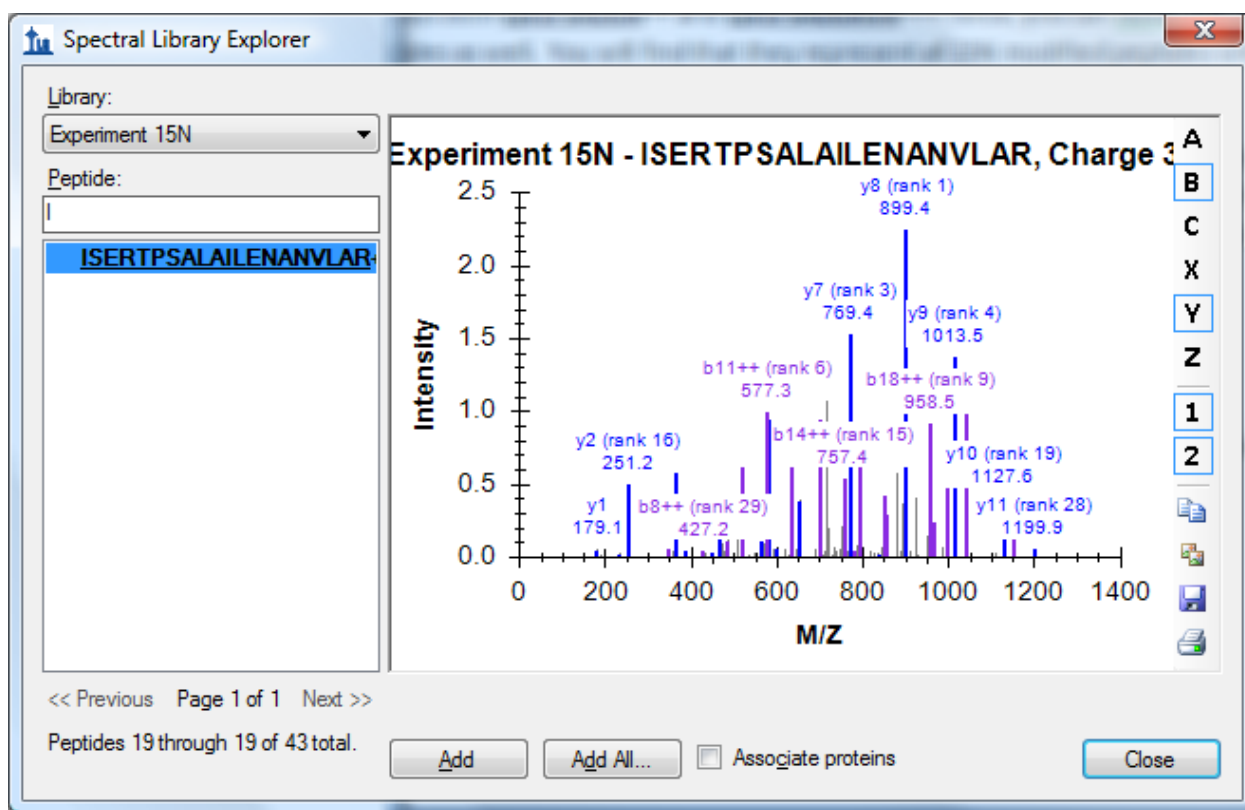 Spectral Library Explorer
Library:
Experiment 15N
Peptide:
I
ISERTPSALAILENANVLAR
<< Previous Page 1 of 1 Next >>
Peptides 19 through 19 of 43 total.
Experiment 15N - ISERTPSALAILENANVLAR, Charge 3
Intensity
2.5
2.0
1.5
1.0
0.5
0.0
y8 (rank 1)
899.4
y7 (rank 3)
769.4
y9 (rank 4)
1013.5
b11++ (rank 6)
577.3
b18++ (rank 9)
958.5
y2 (rank 16)
251.2
b14++ (rank 15)
757.4
y10 (rank 19)
1127.6
y1
179.1
b8++ (rank 29)
427.2
y11 (rank 28)
1199.9
0 200 400 600 800 1000 1200 1400
M/Z
A
B
C
X
Y
Z
1
2
Add
Add All...
Associate proteins
Close